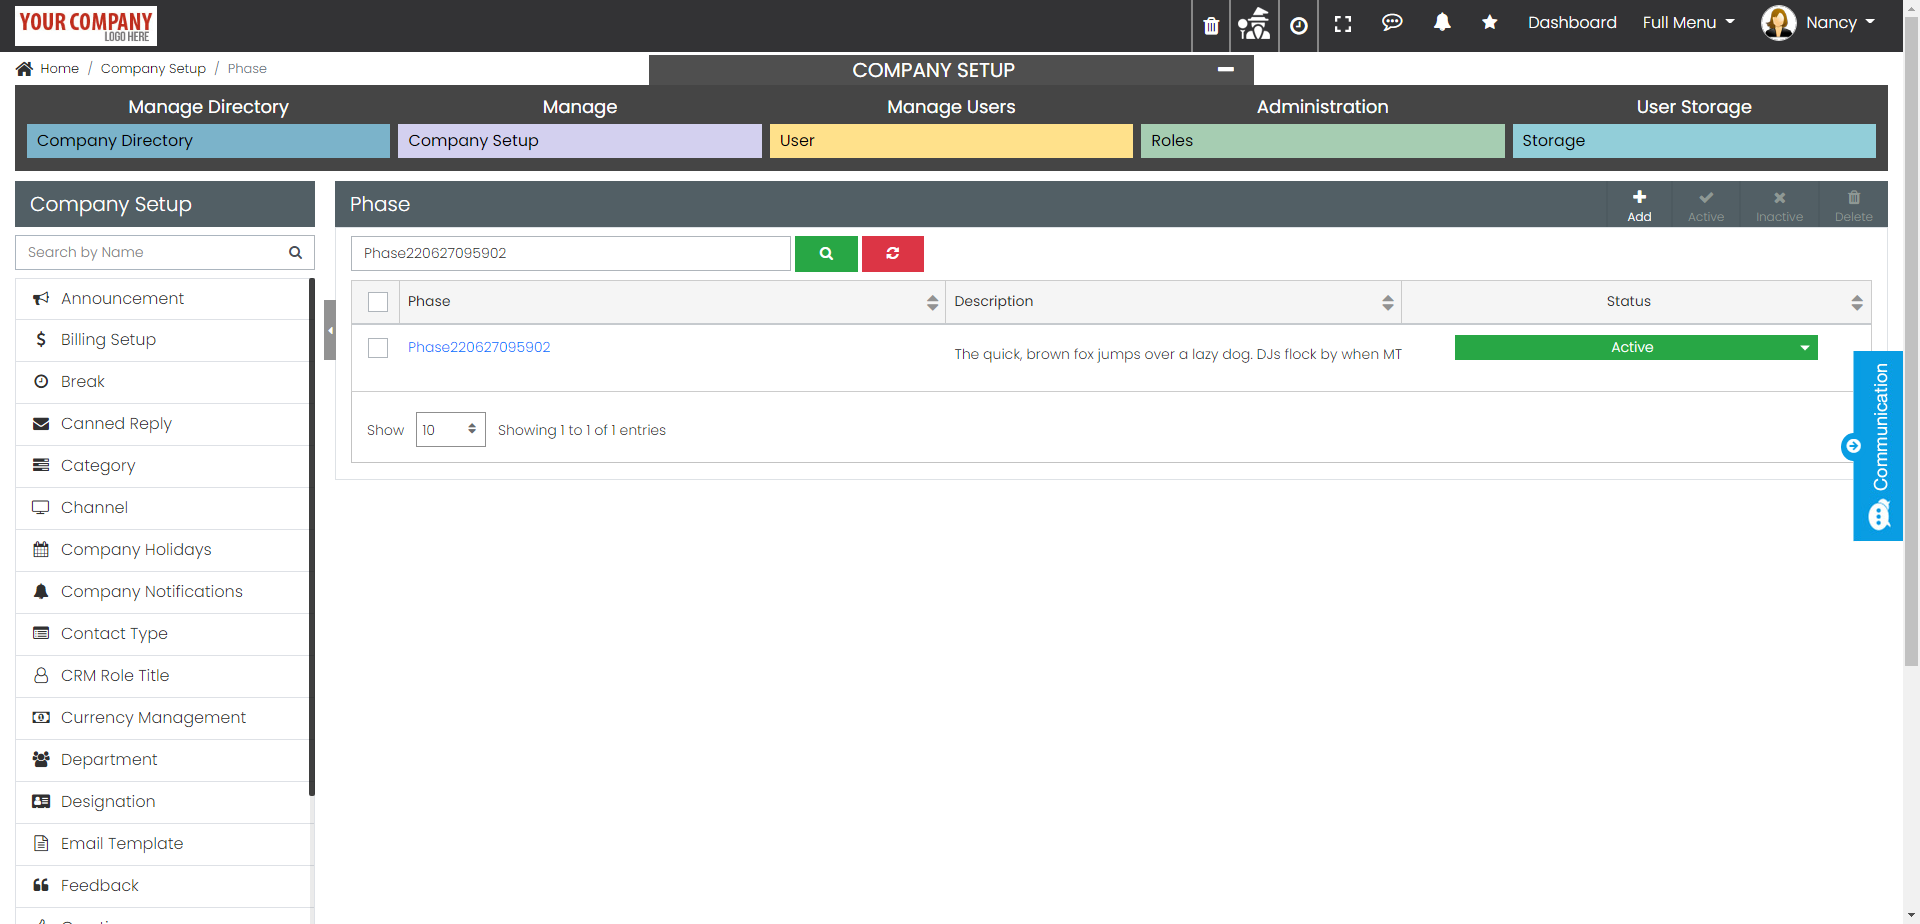 YOUR COMPANY
LOGO HERE
Dashboard
Full Menu
Nancy
Home / Company Setup / Phase
COMPANY SETUP
Manage Directory
Manage
Manage Users
Administration
User Storage
Company Directory
Company Setup
User
Roles
Storage
Company Setup
Search by Name
Announcement
Billing Setup
Break
Canned Reply
Category
Channel
Company Holidays
Company Notifications
Contact Type
CRM Role Title
Currency Management
Department
Designation
Email Template
Feedback
Phase
Add
Active
Inactive
Delete
Phase220627095902
Phase
Description
Status
Phase220627095902
The quick, brown fox jumps over a lazy dog. DJs flock by when MT
Active
Show 10 Showing 1 to 1 of 1 entries
Communication